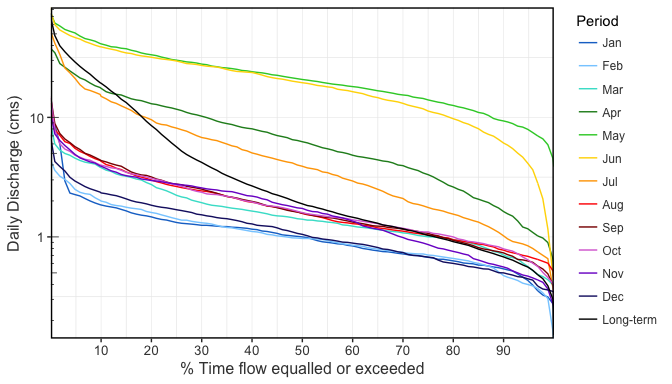 Daily Discharge (cms)
10
1
10 20 30 40 50 60 70 80 90
% Time flow equalled or exceeded
Period
Jan
Feb
Mar
Apr
May
Jun
Jul
Aug
Sep
Oct
Nov
Dec
Long-term